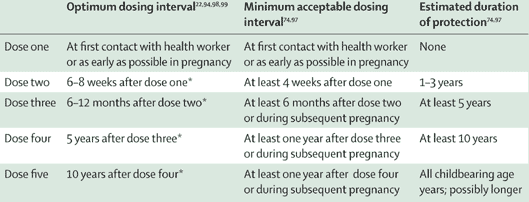 Optimum dosing interval22,94,98,99 Minimum acceptable dosing Estimated duration
interval74,97 of protection74,97
Dose one At first contact with health worker At first contact with health worker None
or as early as possible in pregnancy or as early as possible in pregnancy
Dose two 6–8 weeks after dose one* At least 4 weeks after dose one 1–3 years
Dose three 6–12 months after dose two* At least 6 months after dose two At least 5 years
or during subsequent pregnancy
Dose four 5 years after dose three* At least one year after dose three At least 10 years
or during subsequent pregnancy
Dose five 10 years after dose four* At least one year after dose four All childbearing age
or during subsequent pregnancy years; possibly longer